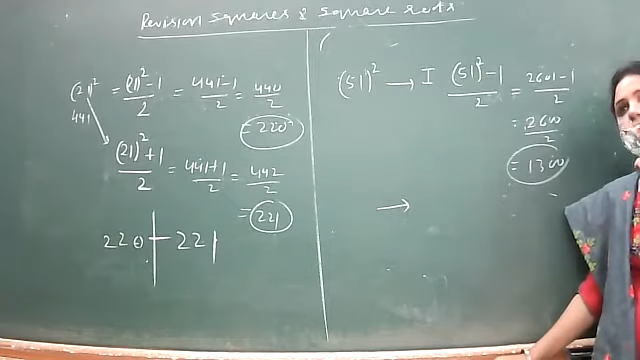 Revision squares & square roots
(21)² = (21)²-1/2 = 441-1/2 = 440/2
441
= 220
(21)²+1/2 = 441+1/2 = 442/2
= 221
220 + 221
(51)² → I (51)²-1/2 = 2601-1/2
= 2600/2
= 1300
→